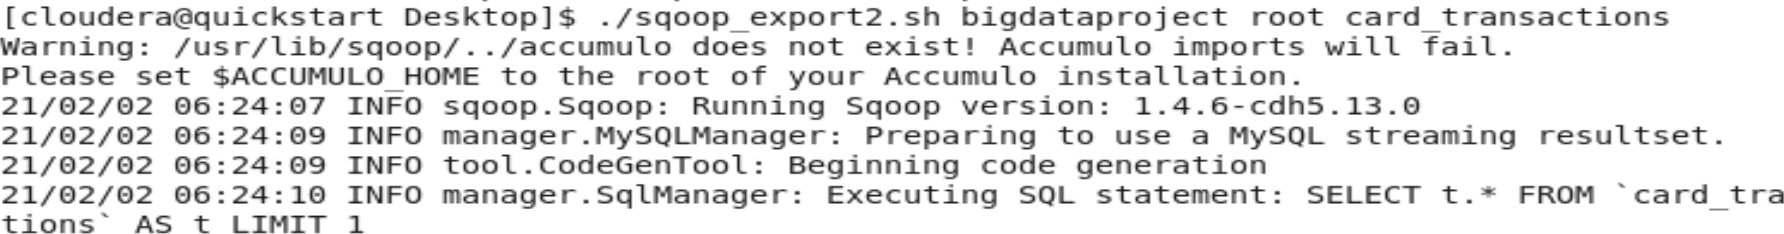 [cloudera@quickstart Desktop]$ ./sqoop_export2.sh bigdataproject root card_transactions
Warning: /usr/lib/sqoop/../accumulo does not exist! Accumulo imports will fail.
Please set $ACCUMULO_HOME to the root of your Accumulo installation.
21/02/02 06:24:07 INFO sqoop.Sqoop: Running Sqoop version: 1.4.6-cdh5.13.0
21/02/02 06:24:09 INFO manager.MySQLManager: Preparing to use a MySQL streaming resultset.
21/02/02 06:24:09 INFO tool.CodeGenTool: Beginning code generation
21/02/02 06:24:10 INFO manager.SqlManager: Executing SQL statement: SELECT t.* FROM `card_tra
tions` AS t LIMIT 1